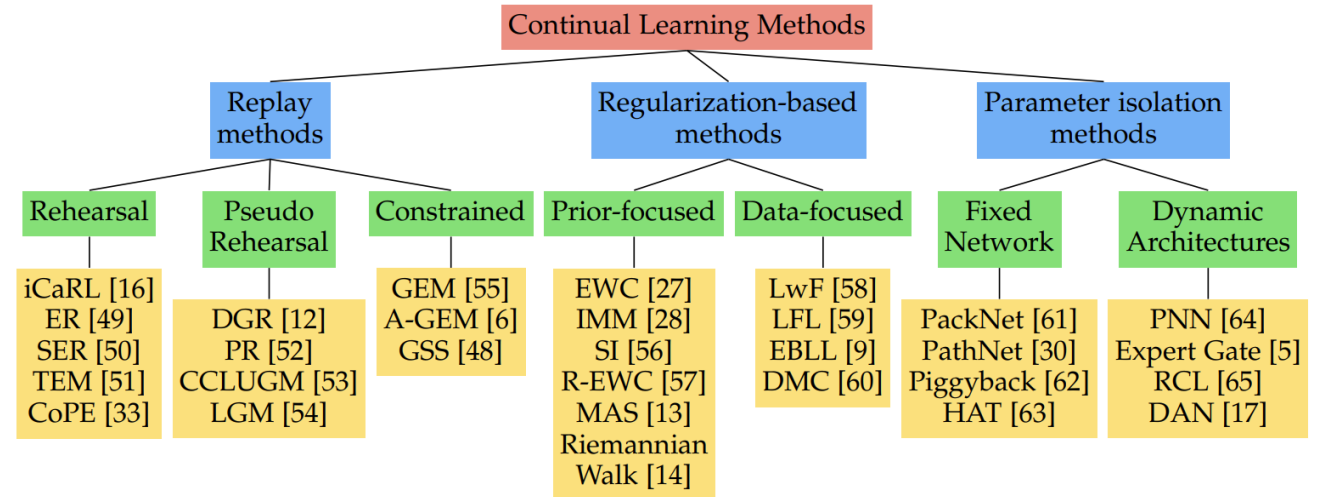 Continual Learning Methods
Replay
methods
Regularization-based
methods
Parameter isolation
methods
Rehearsal
Pseudo
Rehearsal
Constrained
Prior-focused
Data-focused
Fixed
Network
Dynamic
Architectures
iCaRL [16]
ER [49]
SER [50]
TEM [51]
CoPE [33]
DGR [12]
PR [52]
CCLUGM [53]
LGM [54]
GEM [55]
A-GEM [6]
GSS [48]
EWC [27]
IMM [28]
SI [56]
R-EWC [57]
MAS [13]
Riemannian
Walk [14]
LwF [58]
LFL [59]
EBLL [9]
DMC [60]
PackNet [61]
PathNet [30]
Piggyback [62]
HAT [63]
PNN [64]
Expert Gate [5]
RCL [65]
DAN [17]